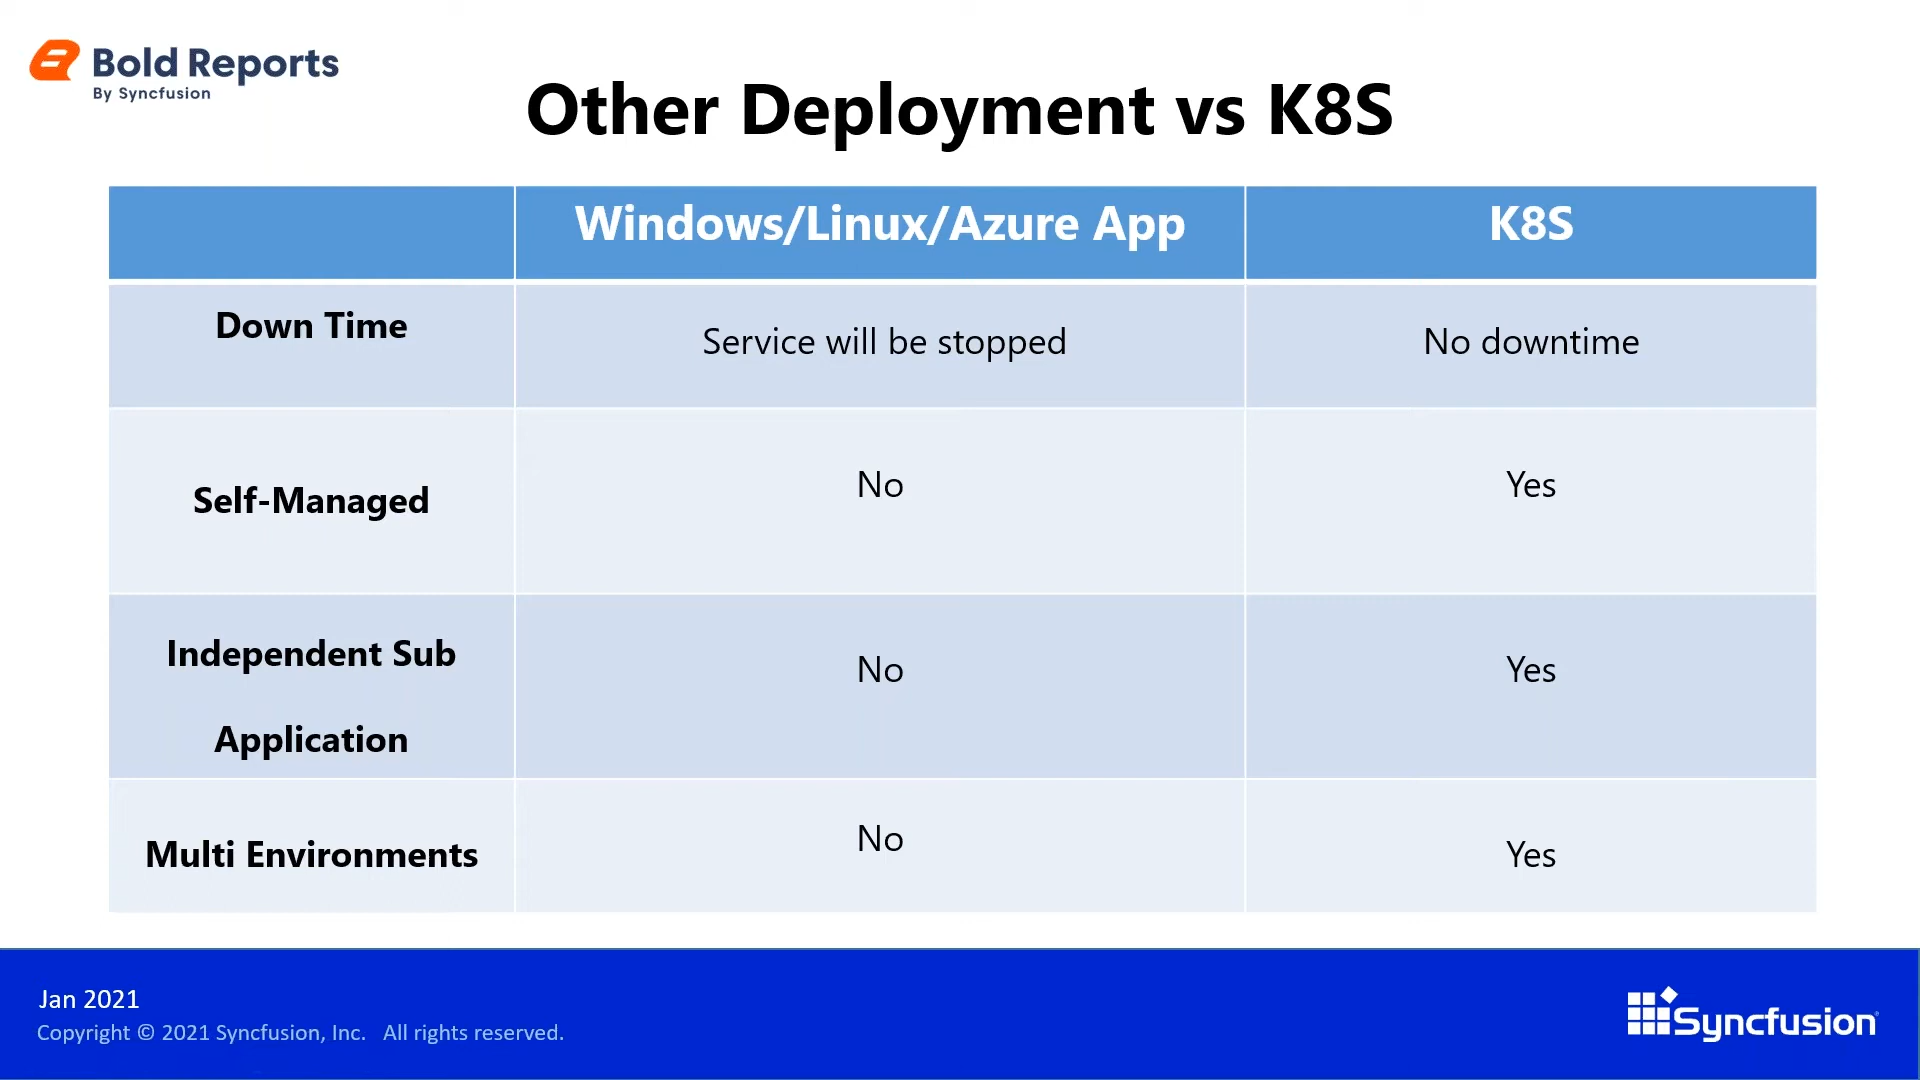 Bold Reports
By Syncfusion
Other Deployment vs K8S
Windows/Linux/Azure App
K8S
Down Time
Service will be stopped
No downtime
Self-Managed
No
Yes
Independent Sub
Application
No
Yes
Multi Environments
No
Yes
Jan 2021
Copyright © 2021 Syncfusion, Inc. All rights reserved.
Syncfusion